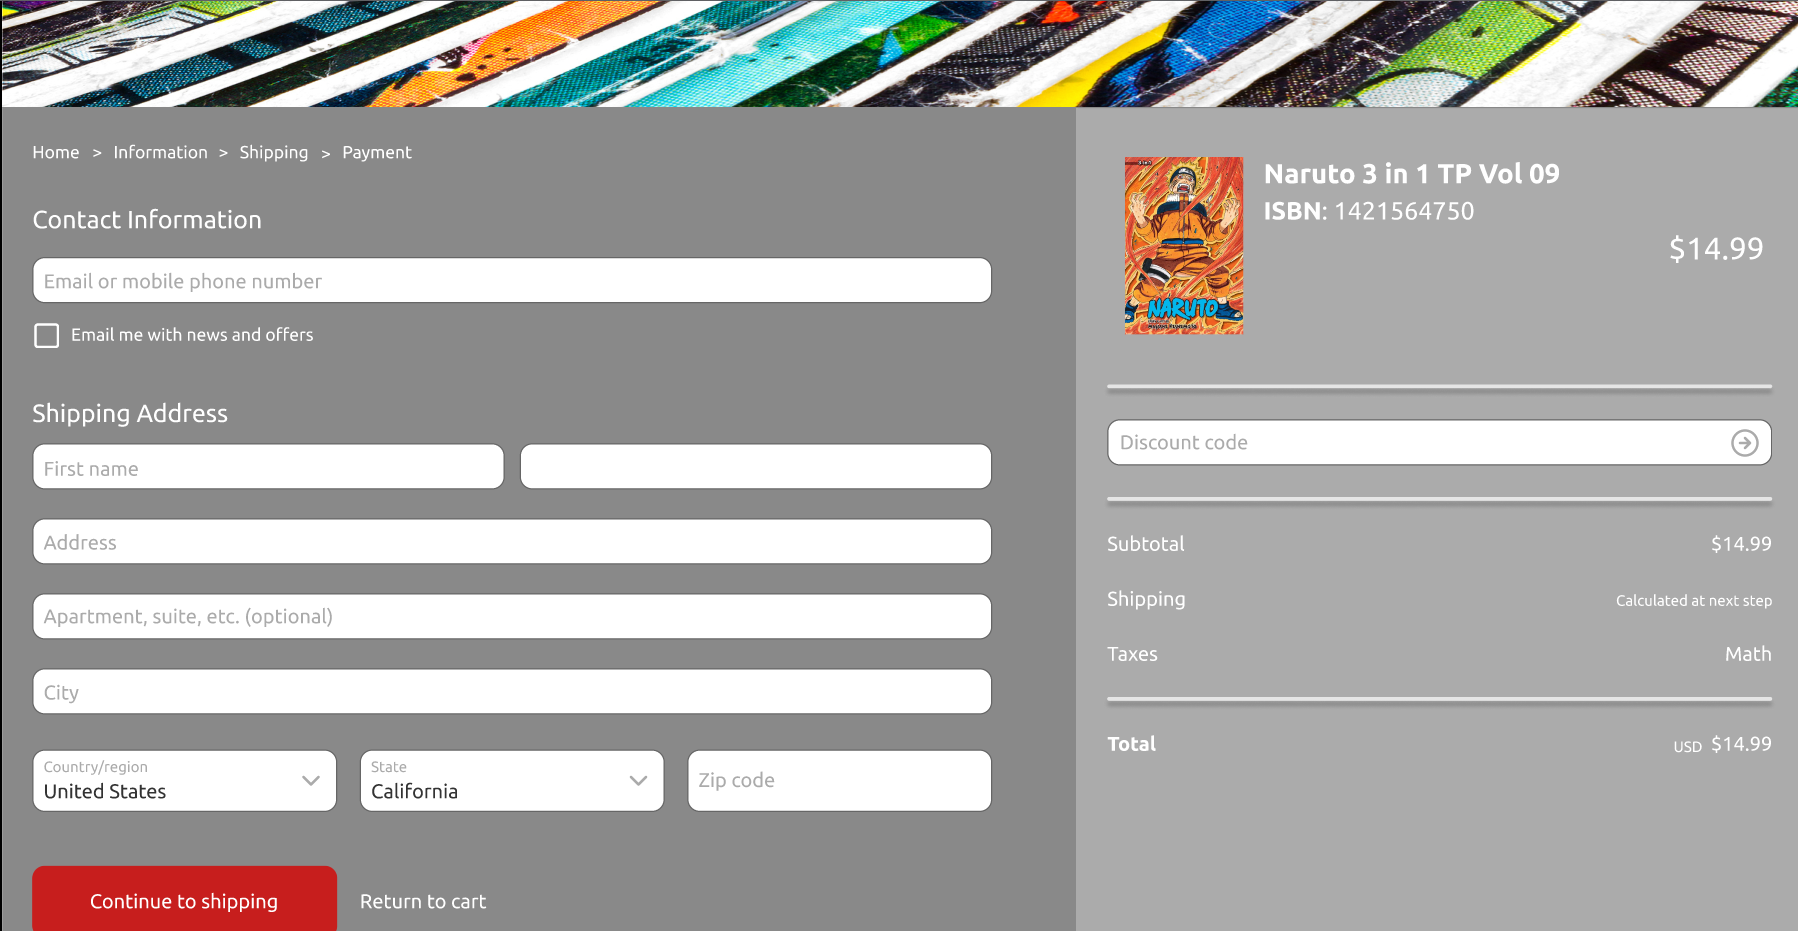 Home > Information > Shipping > Payment
Contact Information
Email or mobile phone number
Email me with news and offers
Shipping Address
First name
Address
Apartment, suite, etc. (optional)
City
Country/region
United States
State
California
Zip code
Continue to shipping
Return to cart
Naruto 3 in 1 TP Vol 09
ISBN: 1421564750
$14.99
NARUTO
Discount code
Subtotal $14.99
Shipping Calculated at next step
Taxes Math
Total USD $14.99